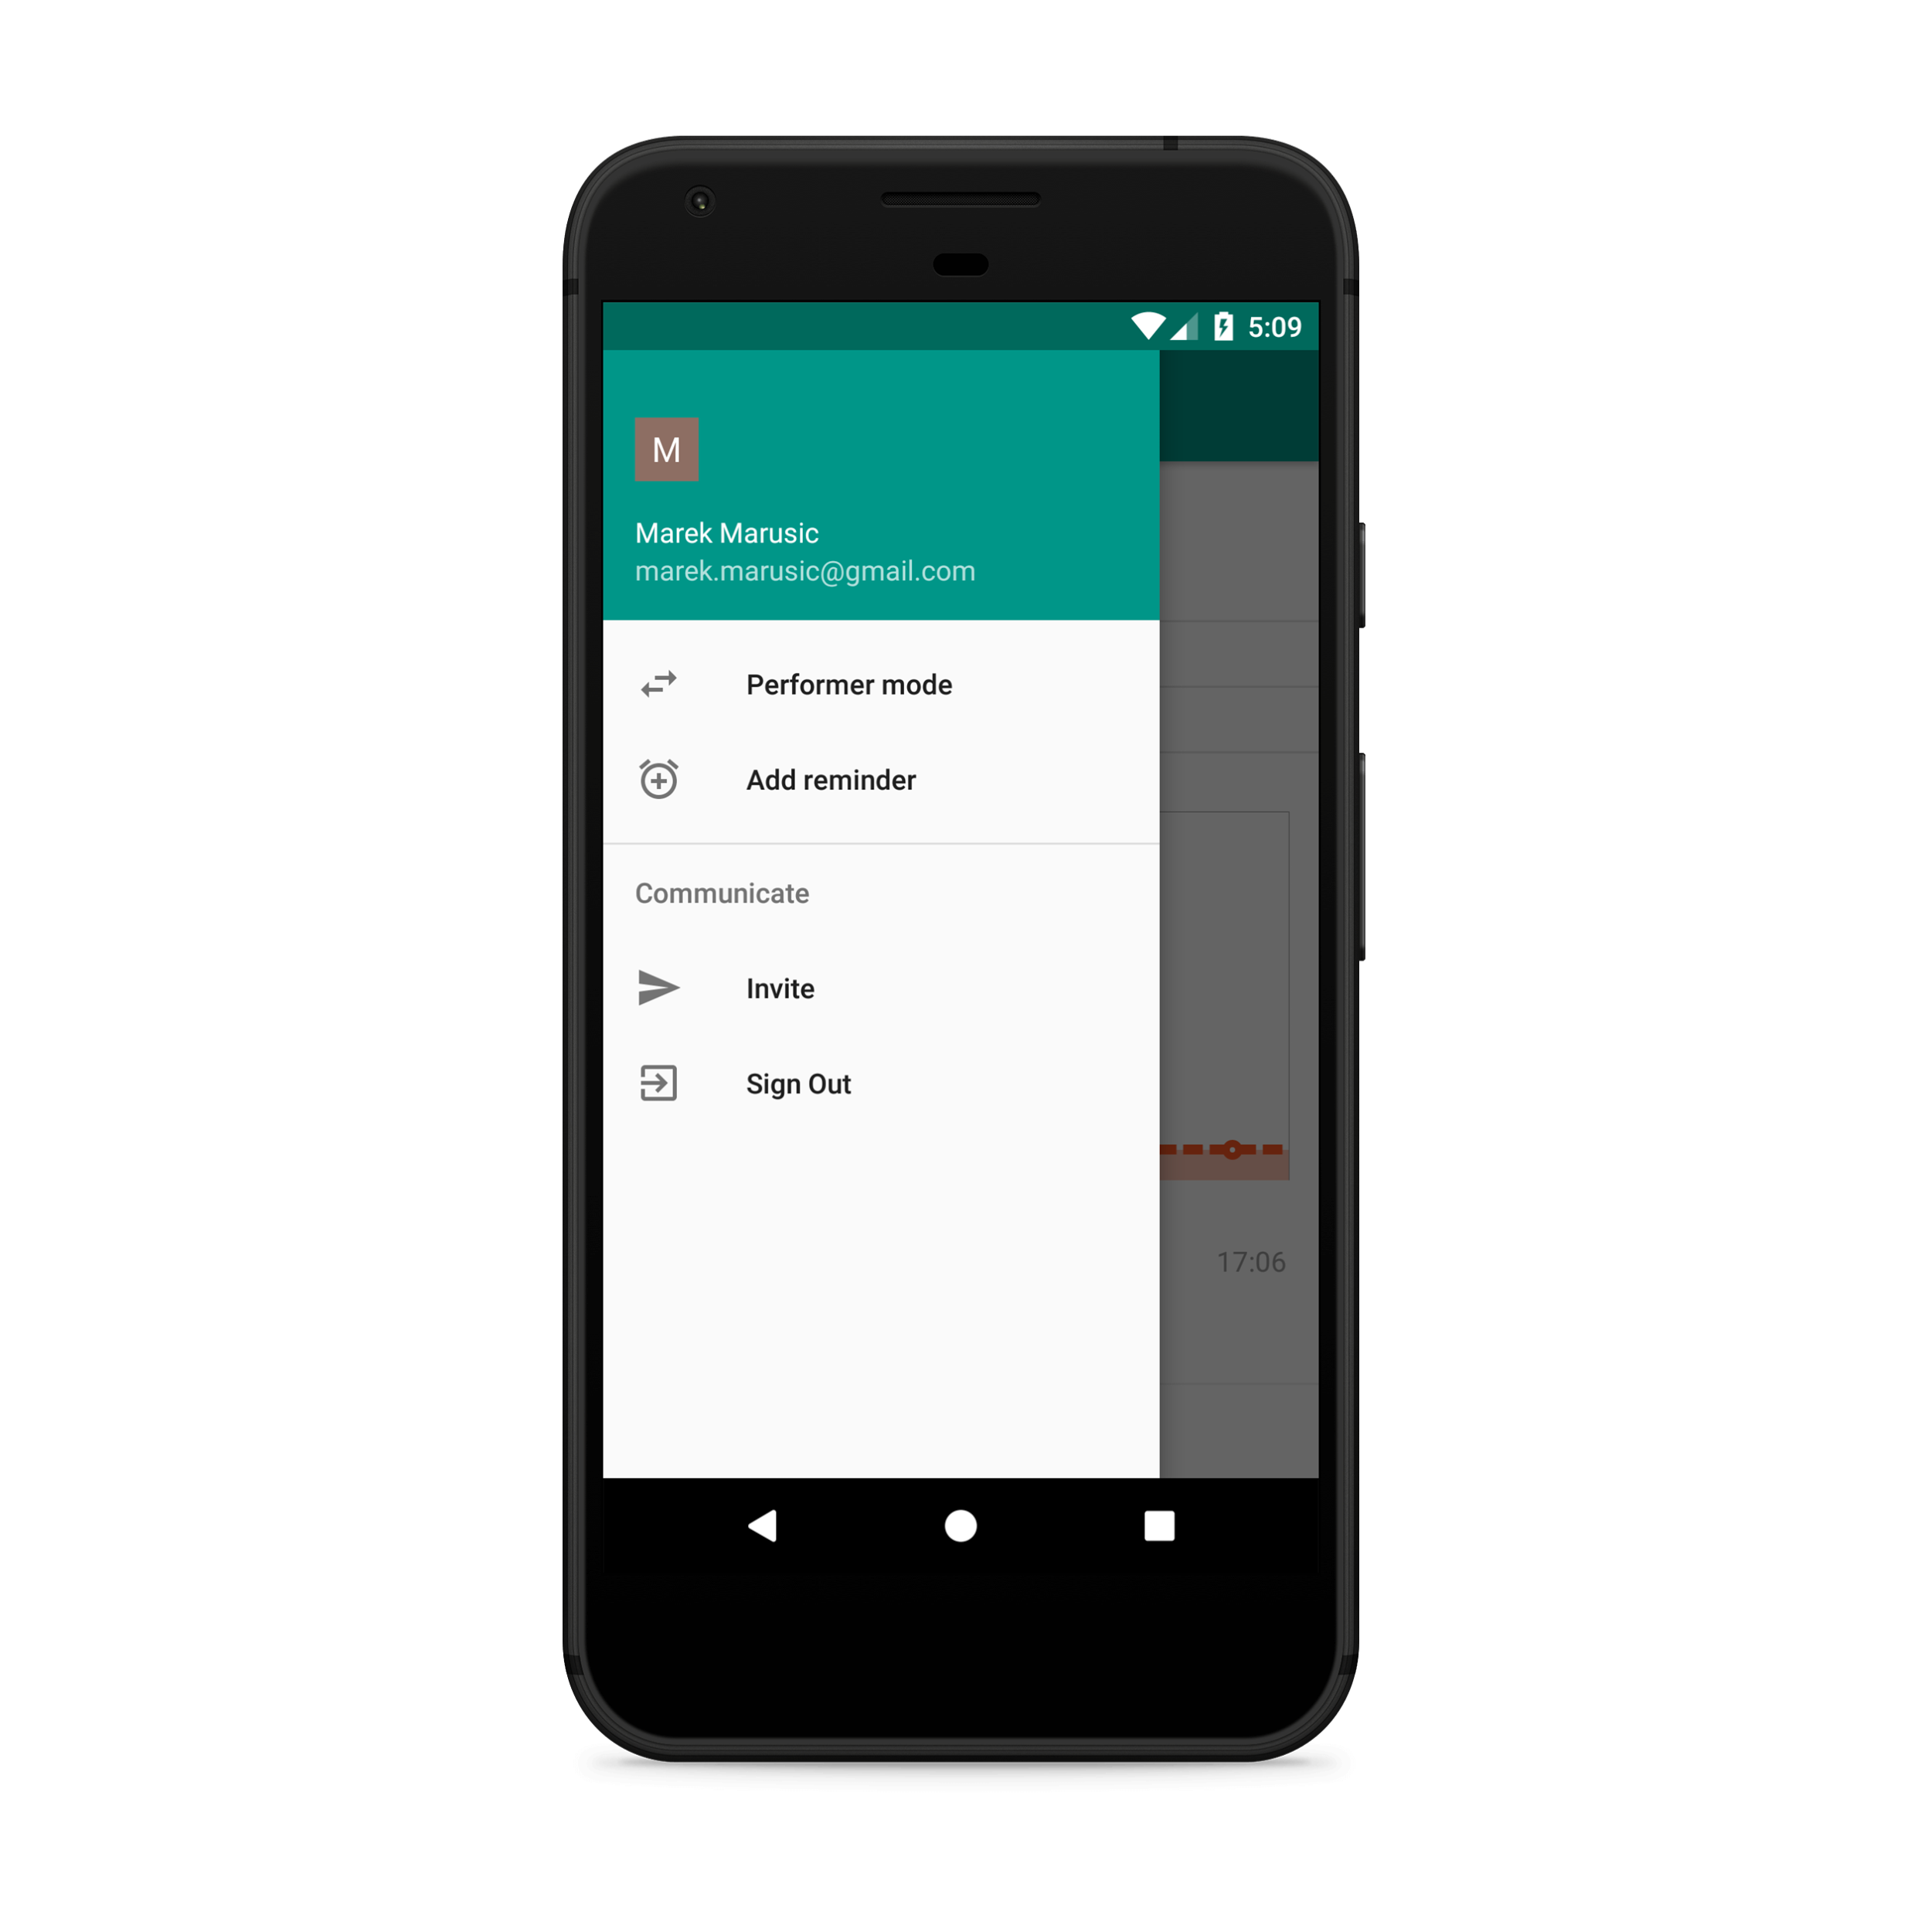 5:09
M
Marek Marusic
marek.marusic@gmail.com
Performer mode
Add reminder
Communicate
Invite
Sign Out
17:06